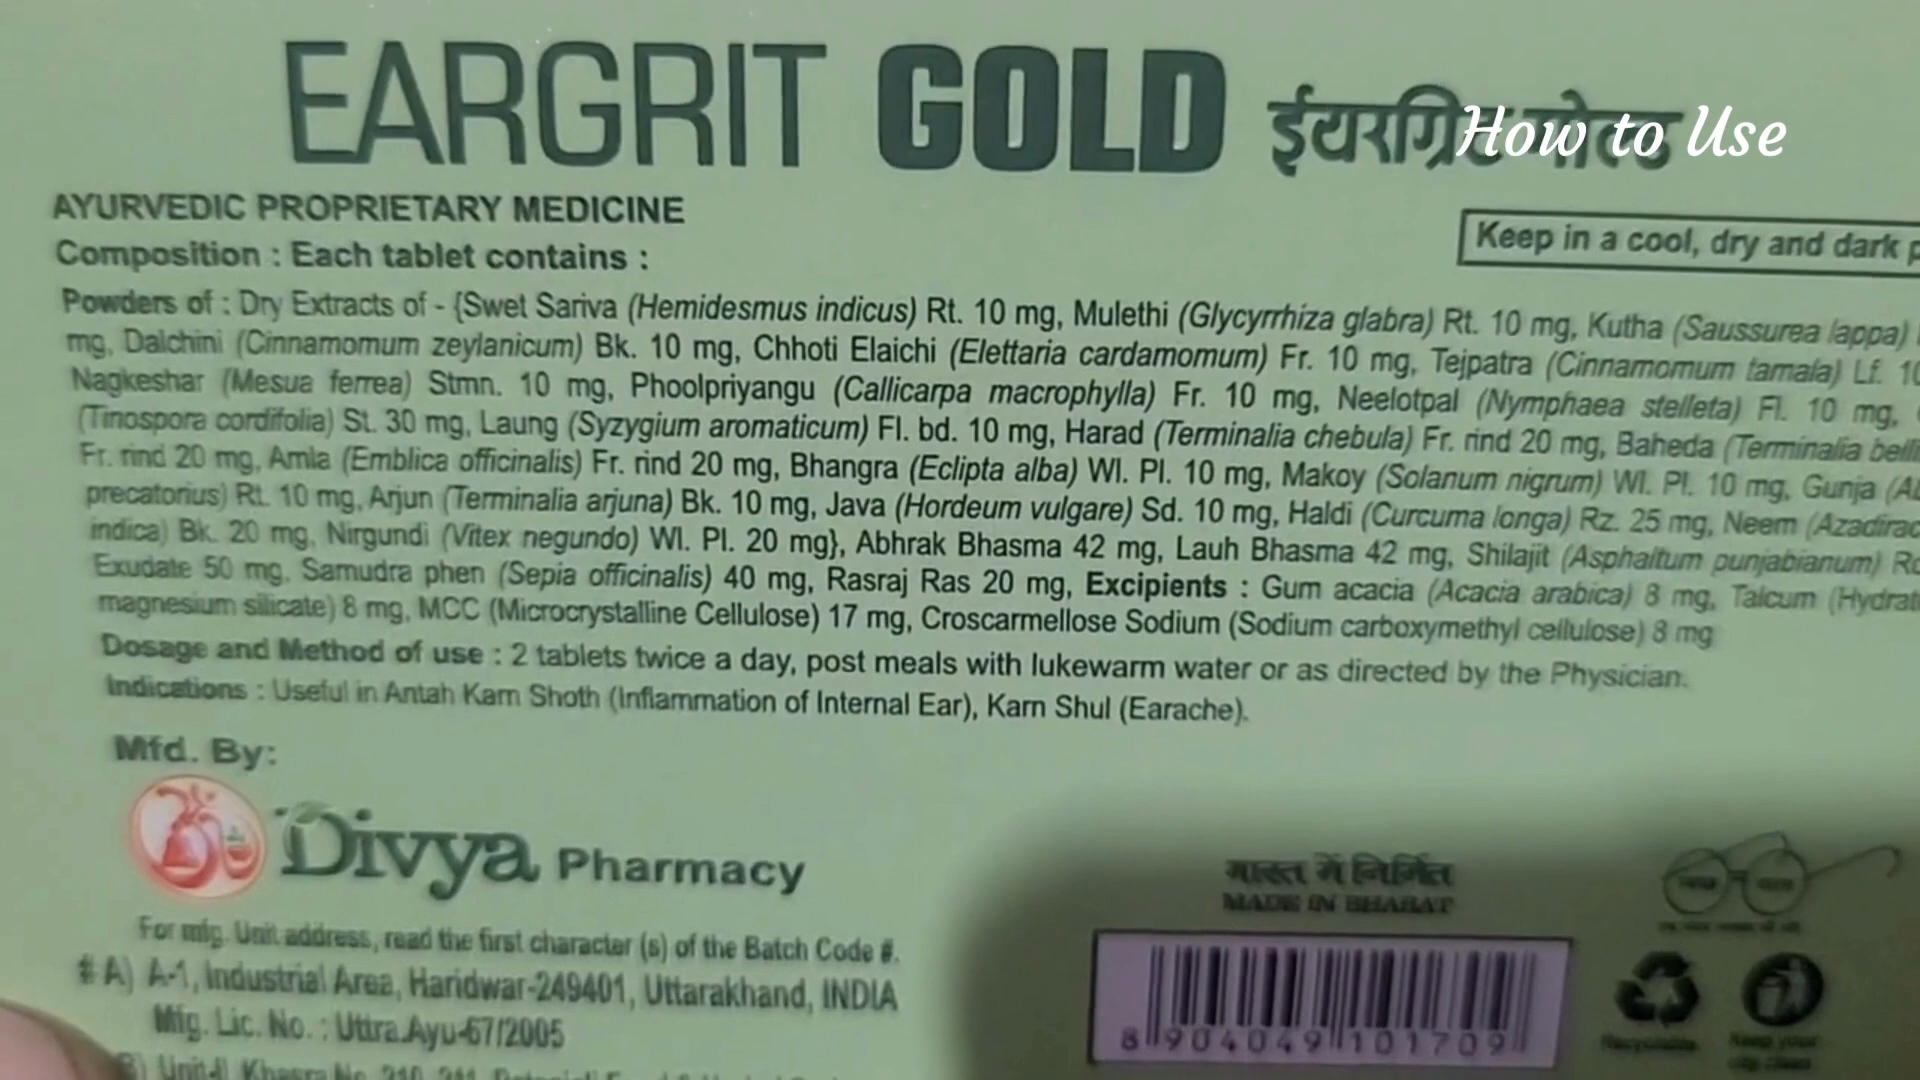 EARGRIT GOLD ईयरग्रिट गोल्ड
How to Use
AYURVEDIC PROPRIETARY MEDICINE
Keep in a cool, dry and dark
Composition : Each tablet contains :
Powders of : Dry Extracts of - {Swet Sariva (Hemidesmus indicus) Rt. 10 mg, Mulethi (Glycyrrhiza glabra) Rt. 10 mg, Kutha (Saussurea lappa)
mg, Dalchini (Cinnamomum zeylanicum) Bk. 10 mg, Chhoti Elaichi (Elettaria cardamomum) Fr. 10 mg, Tejpatra (Cinnamomum tamala) Lf. 10
Nagkeshar (Mesua ferrea) Stmn. 10 mg, Phoolpriyangu (Callicarpa macrophylla) Fr. 10 mg, Neelotpal (Nymphaea stelleta) Fl. 10 mg,
(Tinospora cordifolia) St. 30 mg, Laung (Syzygium aromaticum) Fl. bd. 10 mg, Harad (Terminalia chebula) Fr. rind 20 mg, Baheda (Terminalia
Fr. rind 20 mg, Amla (Emblica officinalis) Fr. rind 20 mg, Bhangra (Eclipta alba) Wl. Pl. 10 mg, Makoy (Solanum nigrum) Wl. Pl. 10 mg, Gunja
precatorius) Rt. 10 mg, Arjun (Terminalia arjuna) Bk. 10 mg, Java (Hordeum vulgare) Sd. 10 mg, Haldi (Curcuma longa) Rz. 25 mg, Neem
indica) Bk. 20 mg, Nirgundi (Vitex negundo) Wl. Pl. 20 mg}, Abhrak Bhasma 42 mg, Lauh Bhasma 42 mg, Shilajit (Asphaltum punjabianum)
Exudate 50 mg, Samudra phen (Sepia officinalis) 40 mg, Rasraj Ras 20 mg, Excipients : Gum acacia (Acacia arabica) 8 mg, Talcum
magnesium silicate) 8 mg, MCC (Microcrystalline Cellulose) 17 mg, Croscarmellose Sodium (Sodium carboxymethyl cellulose) 8 mg
Dosage and Method of use : 2 tablets twice a day, post meals with lukewarm water or as directed by the Physician.
Indications : Useful in Antah Karn Shoth (Inflammation of Internal Ear), Karn Shul (Earache).
Mfd. By:
Divya Pharmacy
For mfg. Unit address, read the first character (s) of the Batch Code #.
# A) A-1, Industrial Area, Haridwar-249401, Uttarakhand, INDIA
Mfg. Lic. No. : Uttra.Ayu-67/2005
भारत में निर्मित
MADE IN BHARAT
8 904049 101709
Recyclable
Keep your
city clean